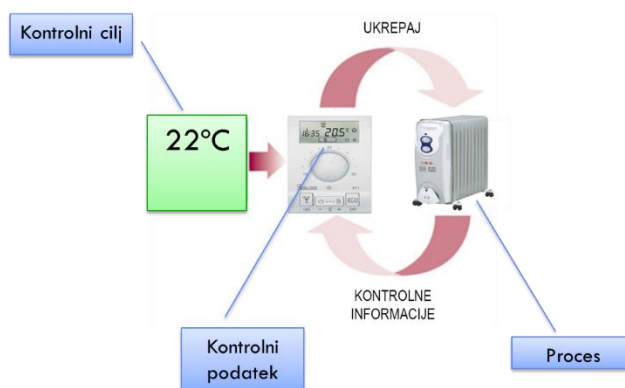 Kontrolni cilj
UKREPAJ
22°C
16:35 20.5°
ECO
KONTROLNE
INFORMACIJE
Kontrolni
podatek
Proces